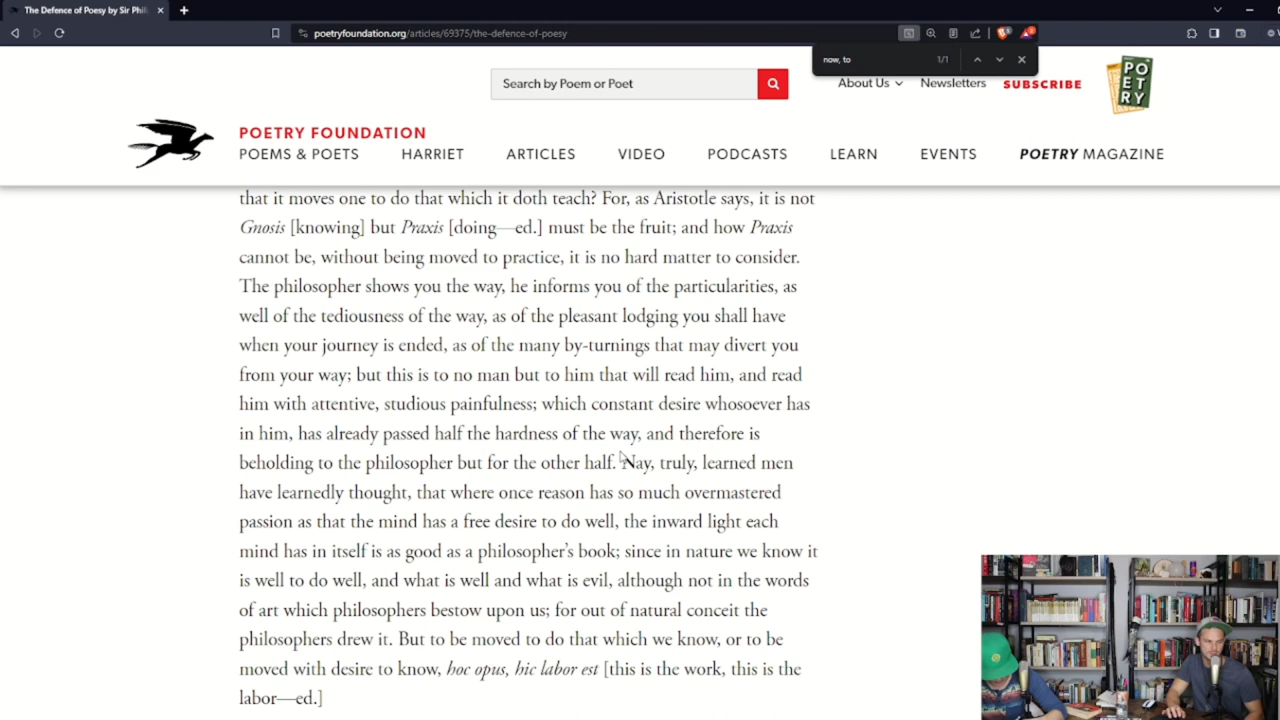 The Defence of Poesy by Sir Phil
poetryfoundation.org/articles/69375/the-defence-of-poesy
now, to 1/1
Search by Poem or Poet
About Us
Newsletters
SUBSCRIBE
POETRY
POETRY FOUNDATION
POEMS & POETS HARRIET ARTICLES VIDEO PODCASTS LEARN EVENTS POETRY MAGAZINE
that it moves one to do that which it doth teach? For, as Aristotle says, it is not
Gnosis [knowing] but Praxis [doing—ed.] must be the fruit; and how Praxis
cannot be, without being moved to practice, it is no hard matter to consider.
The philosopher shows you the way, he informs you of the particularities, as
well of the tediousness of the way, as of the pleasant lodging you shall have
when your journey is ended, as of the many by-turnings that may divert you
from your way; but this is to no man but to him that will read him, and read
him with attentive, studious painfulness; which constant desire whosoever has
in him, has already passed half the hardness of the way, and therefore is
beholding to the philosopher but for the other half. Nay, truly, learned men
have learnedly thought, that where once reason has so much overmastered
passion as that the mind has a free desire to do well, the inward light each
mind has in itself is as good as a philosopher's book; since in nature we know it
is well to do well, and what is well and what is evil, although not in the words
of art which philosophers bestow upon us; for out of natural conceit the
philosophers drew it. But to be moved to do that which we know, or to be
moved with desire to know, hoc opus, hic labor est [this is the work, this is the
labor—ed.]